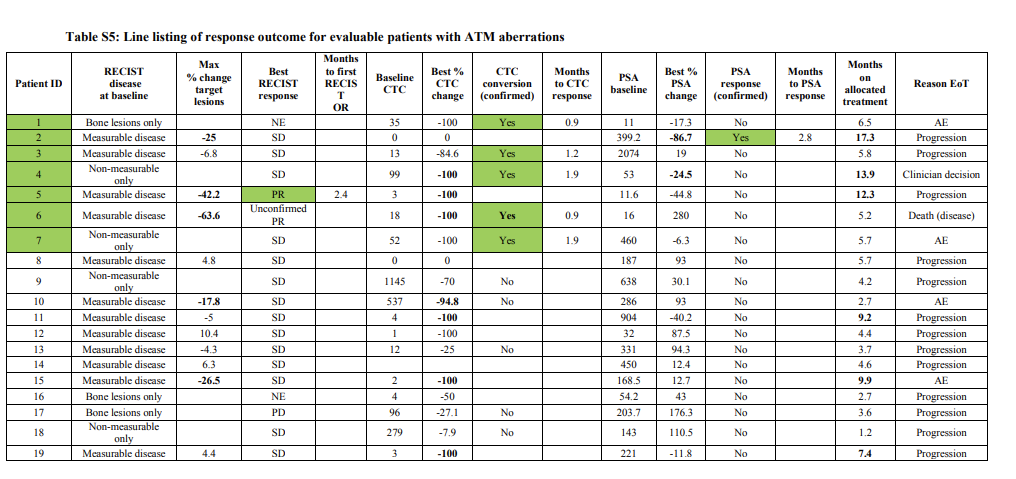 Table S5: Line listing of response outcome for evaluable patients with ATM aberrations
Patient ID | RECIST disease at baseline | Max % change target lesions | Best RECIST response | Months to first RECIS T OR | Baseline CTC | Best % CTC change | CTC conversion (confirmed) | Months to CTC response | PSA baseline | Best % PSA change | PSA response (confirmed) | Months to PSA response | Months on allocated treatment | Reason EoT
1 | Bone lesions only | | NE | | 35 | -100 | Yes | 0.9 | 11 | -17.3 | No | | 6.5 | AE
2 | Measurable disease | -25 | SD | | 0 | 0 | | | 399.2 | -86.7 | Yes | 2.8 | 17.3 | Progression
3 | Measurable disease | -6.8 | SD | | 13 | -84.6 | Yes | 1.2 | 2074 | 19 | No | | 5.8 | Progression
4 | Non-measurable only | | SD | | 99 | -100 | Yes | 1.9 | 53 | -24.5 | No | | 13.9 | Clinician decision
5 | Measurable disease | -42.2 | PR | 2.4 | 3 | -100 | | | 11.6 | -44.8 | No | | 12.3 | Progression
6 | Measurable disease | -63.6 | Unconfirmed PR | | 18 | -100 | Yes | 0.9 | 16 | 280 | No | | 5.2 | Death (disease)
7 | Non-measurable only | | SD | | 52 | -100 | Yes | 1.9 | 460 | -6.3 | No | | 5.7 | AE
8 | Measurable disease | 4.8 | SD | | 0 | 0 | | | 187 | 93 | No | | 5.7 | Progression
9 | Non-measurable only | | SD | | 1145 | -70 | No | | 638 | 30.1 | No | | 4.2 | Progression
10 | Measurable disease | -17.8 | SD | | 537 | -94.8 | No | | 286 | 93 | No | | 2.7 | AE
11 | Measurable disease | -5 | SD | | 4 | -100 | | | 904 | -40.2 | No | | 9.2 | Progression
12 | Measurable disease | 10.4 | SD | | 1 | -100 | | | 32 | 87.5 | No | | 4.4 | Progression
13 | Measurable disease | -4.3 | SD | | 12 | -25 | No | | 331 | 94.3 | No | | 3.7 | Progression
14 | Measurable disease | 6.3 | SD | | | | | | 450 | 12.4 | No | | 4.6 | Progression
15 | Measurable disease | -26.5 | SD | | 2 | -100 | | | 168.5 | 12.7 | No | | 9.9 | AE
16 | Bone lesions only | | NE | | 4 | -50 | | | 54.2 | 43 | No | | 2.7 | Progression
17 | Bone lesions only | | PD | | 96 | -27.1 | No | | 203.7 | 176.3 | No | | 3.6 | Progression
18 | Non-measurable only | | SD | | 279 | -7.9 | No | | 143 | 110.5 | No | | 1.2 | Progression
19 | Measurable disease | 4.4 | SD | | 3 | -100 | | | 221 | -11.8 | No | | 7.4 | Progression